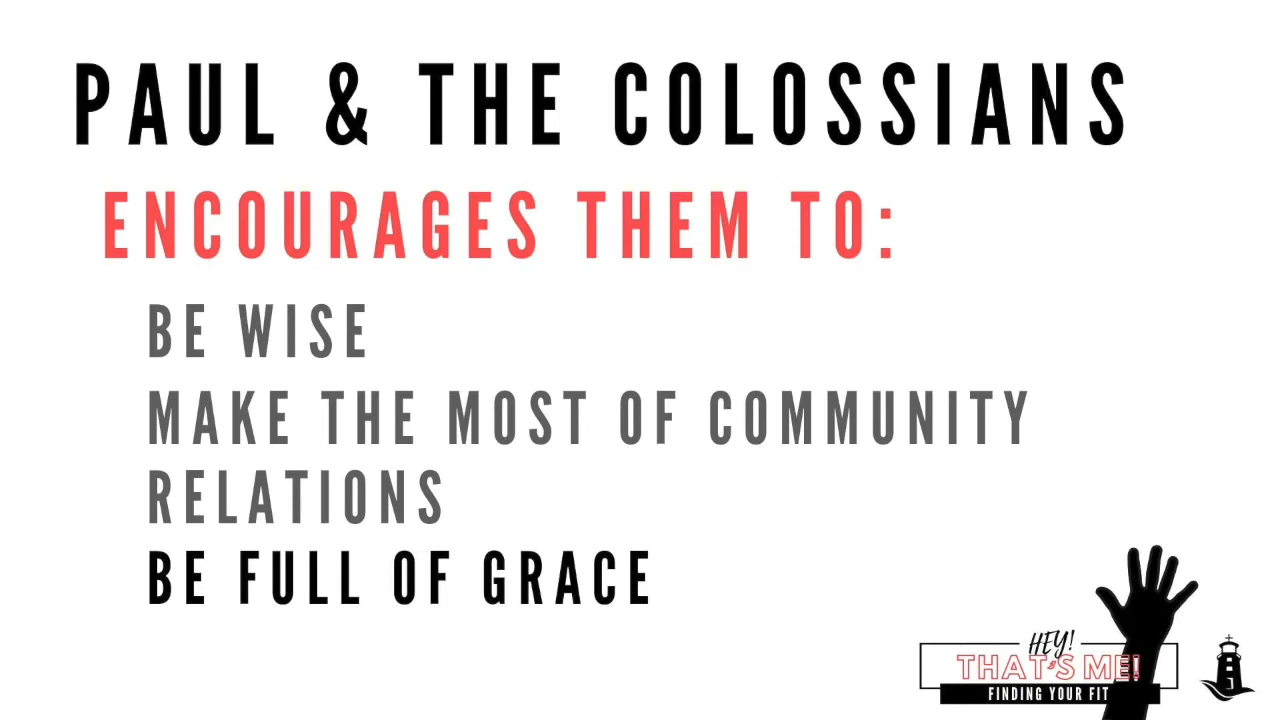 PAUL & THE COLOSSIANS
ENCOURAGES THEM TO:
BE WISE
MAKE THE MOST OF COMMUNITY
RELATIONS
BE FULL OF GRACE
HEY!
THAT'S ME!
FINDING YOUR FIT